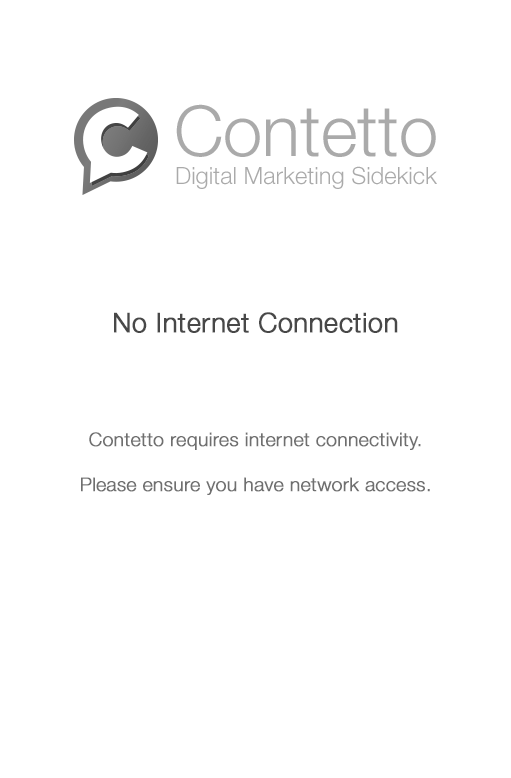 Contetto
Digital Marketing Sidekick
No Internet Connection
Contetto requires internet connectivity.
Please ensure you have network access.